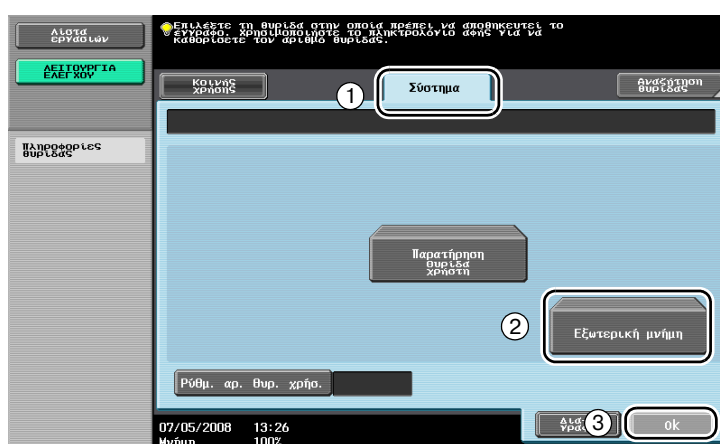 Λίστα
εργασιών
Επιλέξτε τη θυρίδα στην οποία πρέπει να αποθηκευτεί το
έγγραφο. Χρησιμοποιήστε το πληκτρολόγιο αφής για να
καθορίσετε τον αριθμό θυρίδας.
ΛΕΙΤΟΥΡΓΙΑ
ΕΛΕΓΧΟΥ
Κοινής
χρήσης
1
Σύστημα
Αναζήτηση
θυρίδας
Πληροφορίες
θυρίδας
Παρατήρηση
θυρίδα
χρήστη
2
Εξωτερική μνήμη
Ρύθμ. αρ. θυρ. χρήσ.
3
ok
07/05/2008 13:26
Μνήμη 100%